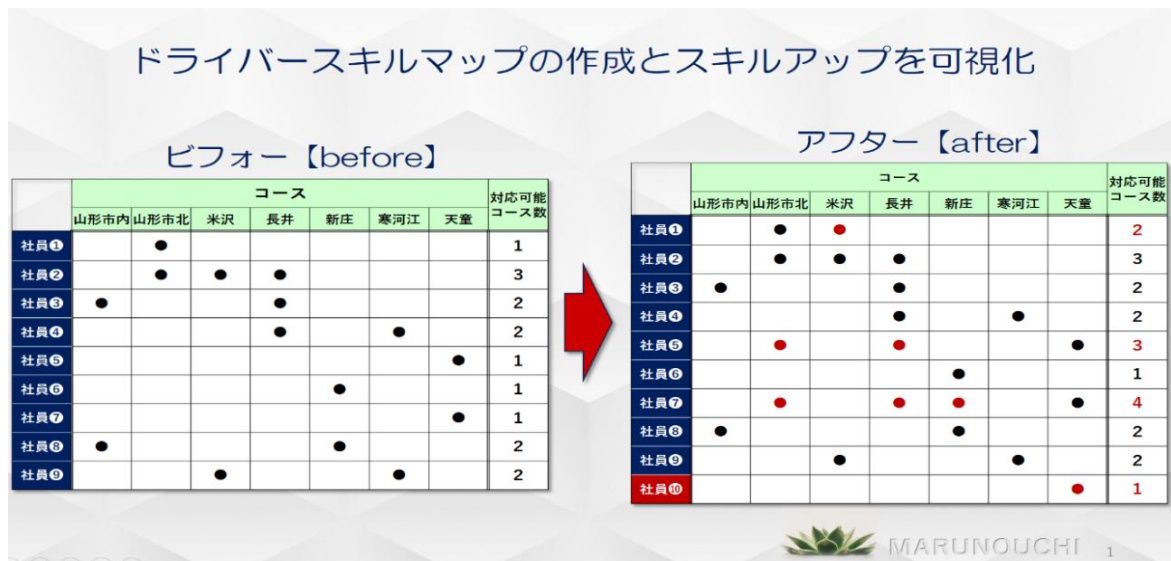 ドライバースキルマップの作成とスキルアップを可視化
ビフォー【before】
コース
対応可能
コース数
山形市内 山形市北 米沢 長井 新庄 寒河江 天童
社員❶ ● 1
社員❷ ● ● ● 3
社員❸ ● ● 2
社員❹ ● ● 2
社員❺ ● 1
社員❻ ● 1
社員❼ ● 1
社員❽ ● ● 2
社員❾ ● ● 2
アフター【after】
コース
対応可能
コース数
山形市内 山形市北 米沢 長井 新庄 寒河江 天童
社員❶ ● ● 2
社員❷ ● ● ● 3
社員❸ ● ● 2
社員❹ ● ● 2
社員❺ ● ● ● 3
社員❻ ● 1
社員❼ ● ● ● ● 4
社員❽ ● ● 2
社員❾ ● ● 2
社員❿ ● 1
MARUNOUCHI 1